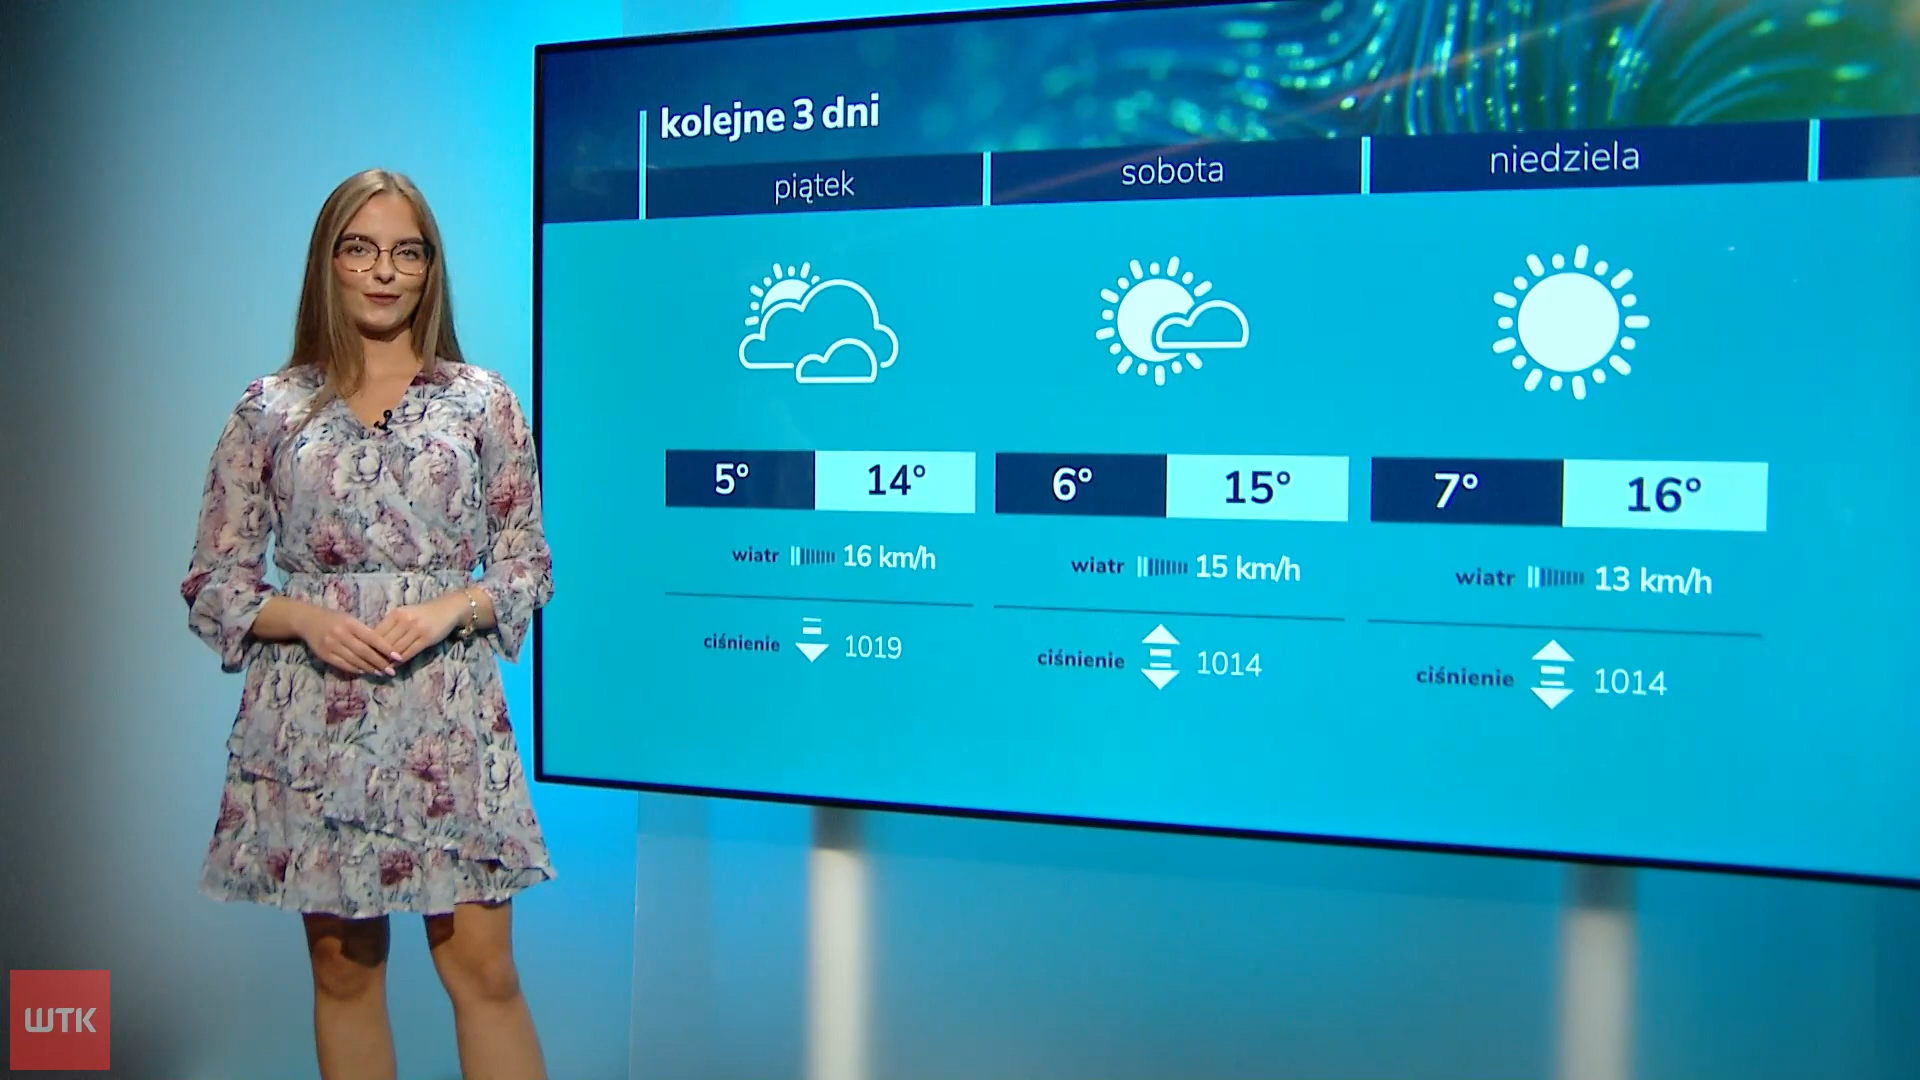 kolejne 3 dni
piątek sobota niedziela
5° 14° 6° 15° 7° 16°
wiatr 16 km/h wiatr 15 km/h wiatr 13 km/h
ciśnienie 1019 ciśnienie 1014 ciśnienie 1014
WTK